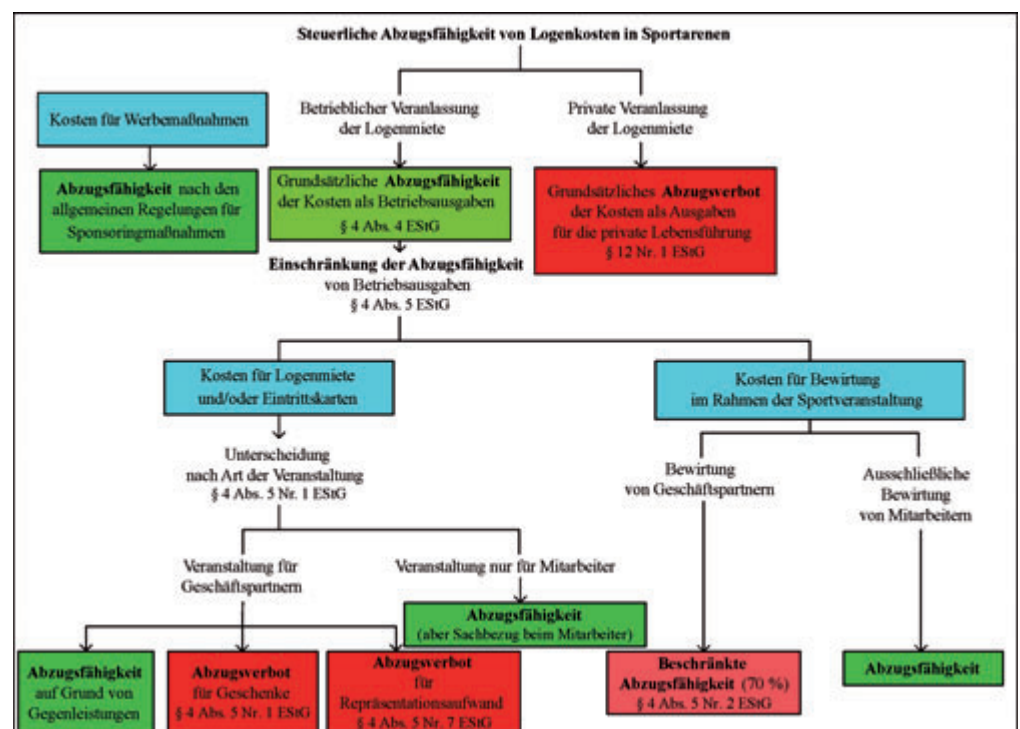 Steuerliche Abzugsfähigkeit von Logenkosten in Sportarenen
Kosten für Werbemaßnahmen
Abzugsfähigkeit nach den
allgemeinen Regelungen für
Sponsoringmaßnahmen
Betrieblicher Veranlassung
der Logenmiete
Private Veranlassung
der Logenmiete
Grundsätzliche Abzugsfähigkeit
der Kosten als Betriebsausgaben
§ 4 Abs. 4 EStG
Grundsätzliches Abzugsverbot
der Kosten als Ausgaben
für die private Lebensführung
§ 12 Nr. 1 EStG
Einschränkung der Abzugsfähigkeit
von Betriebsausgaben
§ 4 Abs. 5 EStG
Kosten für Logenmiete
und/oder Eintrittskarten
Kosten für Bewirtung
im Rahmen der Sportveranstaltung
Unterscheidung
nach Art der Veranstaltung
§ 4 Abs. 5 Nr. 1 EStG
Bewirtung
von Geschäftspartnern
Ausschließliche
Bewirtung
von Mitarbeitern
Veranstaltung für
Geschäftspartnern
Veranstaltung nur für Mitarbeiter
Abzugsfähigkeit
(aber Sachbezug beim Mitarbeiter)
Abzugsfähigkeit
auf Grund von
Gegenleistungen
Abzugsverbot
für Geschenke
§ 4 Abs. 5 Nr. 1 EStG
Abzugsverbot
für
Repräsentationsaufwand
§ 4 Abs. 5 Nr. 7 EStG
Beschränkte
Abzugsfähigkeit (70 %)
§ 4 Abs. 5 Nr. 2 EStG
Abzugsfähigkeit